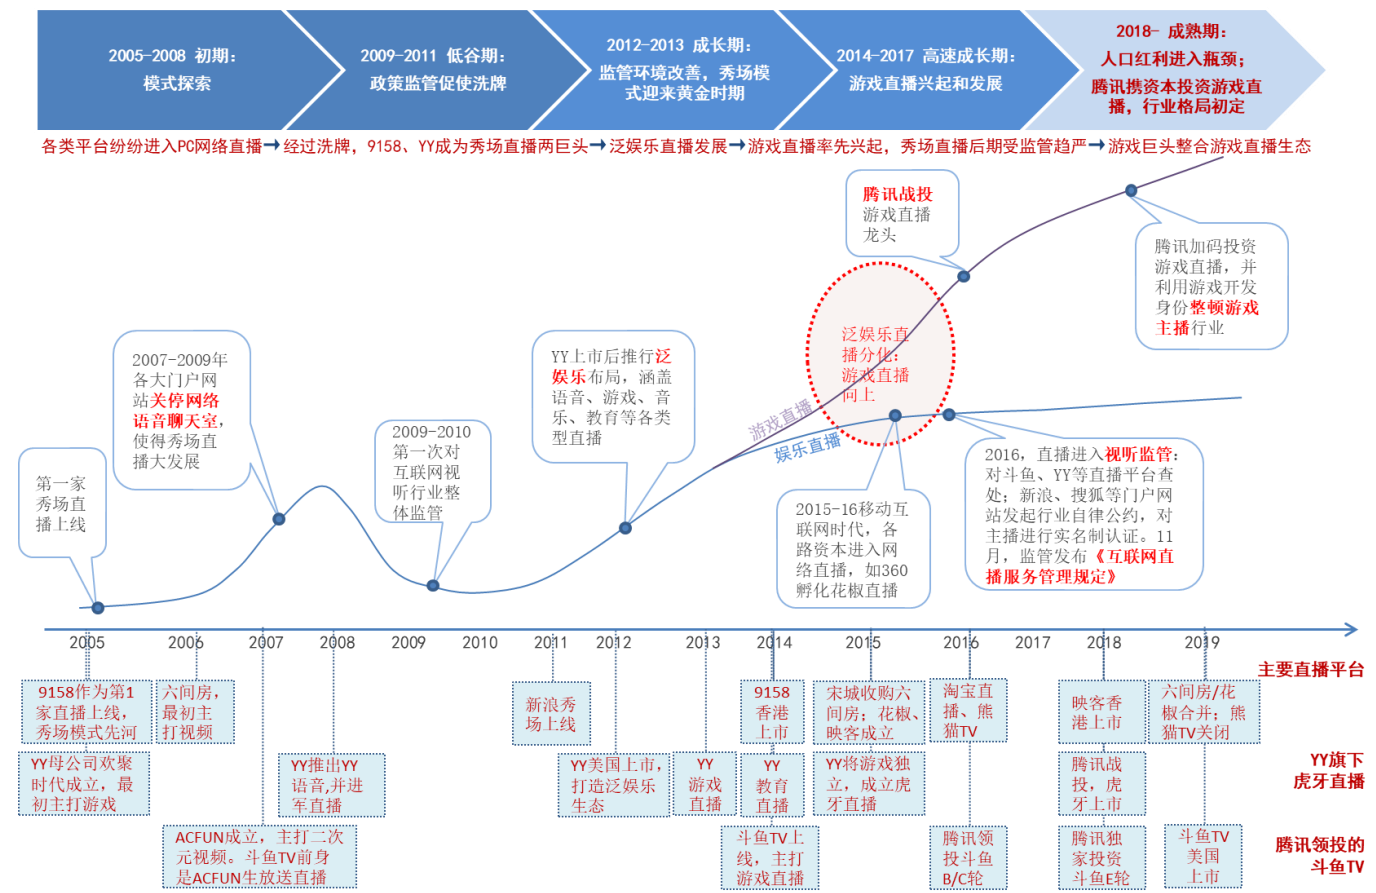 2005-2008 初期：
模式探索
2009-2011 低谷期：
政策监管促使洗牌
2012-2013 成长期：
监管环境改善，秀场模
式迎来黄金时期
2014-2017 高速成长期：
游戏直播兴起和发展
2018- 成熟期：
人口红利进入瓶颈；
腾讯携资本投资游戏直
播，行业格局初定
各类平台纷纷进入PC网络直播→经过洗牌，9158、YY成为秀场直播两巨头→泛娱乐直播发展→游戏直播率先兴起，秀场直播后期受监管趋严→游戏巨头整合游戏直播生态
第一家
秀场直
播上线
2007-2009年
各大门户网
站关停网络
语音聊天室，
使得秀场直
播大发展
2009-2010
第一次对
互联网视
听行业整
体监管
YY上市后推行泛
娱乐布局，涵盖
语音、游戏、音
乐、教育等各类
型直播
腾讯战投
游戏直播
龙头
泛娱乐直
播分化：
游戏直播
向上
游戏直播
娱乐直播
2015-16移动互
联网时代，各
路资本进入网
络直播，如360
孵化花椒直播
腾讯加码投资
游戏直播，并
利用游戏开发
身份整顿游戏
主播行业
2016，直播进入视听监管：
对斗鱼、YY等直播平台查
处；新浪、搜狐等门户网
站发起行业自律公约，对
主播进行实名制认证。11
月，监管发布《互联网直
播服务管理规定》
2005
2006
2007
2008
2009
2010
2011
2012
2013
2014
2015
2016
2017
2018
2019
主要直播平台
9158作为第1
家直播上线，
秀场模式先河
六间房，
最初主
打视频
新浪秀
场上线
9158
香港
上市
宋城收购六
间房；花椒、
映客成立
淘宝直
播、熊
猫TV
映客香
港上市
六间房/花
椒合并；熊
猫TV关闭
YY旗下
虎牙直播
YY母公司欢聚
时代成立，最
初主打游戏
YY推出YY
语音,并进
军直播
YY美国上市，
打造泛娱乐
生态
YY
游戏
直播
YY
教育
直播
YY将游戏独
立，成立虎
牙直播
腾讯战
投，虎
牙上市
腾讯领投的
斗鱼TV
ACFUN成立，主打二次
元视频。斗鱼TV前身
是ACFUN生放送直播
斗鱼TV上
线，主打
游戏直播
腾讯领
投斗鱼
B/C轮
腾讯独
家投资
斗鱼E轮
斗鱼TV
美国
上市